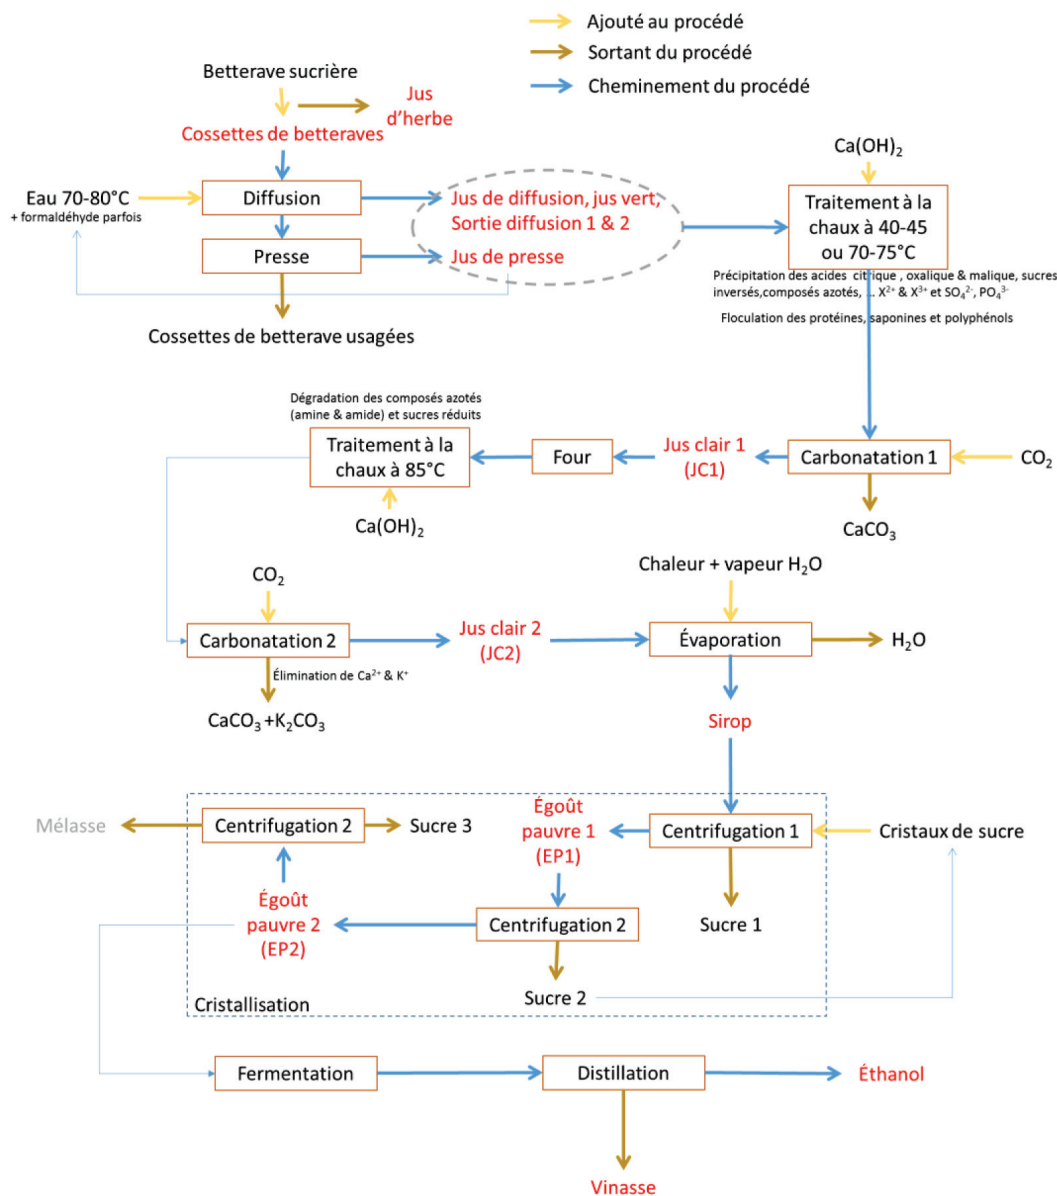 Ajouté au procédé
Sortant du procédé
Cheminement du procédé
Betterave sucrière
Jus
d'herbe
Cossettes de betteraves
Ca(OH)₂
Eau 70-80°C
+ formaldéhyde parfois
Diffusion
Jus de diffusion, jus vert,
Sortie diffusion 1 & 2
Traitement à la
chaux à 40-45
ou 70-75°C
Presse
Jus de presse
Précipitation des acides citrique , oxalique & malique, sucres
inversés,composés azotés, … X²⁺ & X³⁺ et SO₄²⁻, PO₄³⁻
Floculation des protéines, saponines et polyphénols
Cossettes de betterave usagées
Dégradation des composés azotés
(amine & amide) et sucres réduits
Traitement à la
chaux à 85°C
Four
Jus clair 1
(JC1)
Carbonatation 1
CO₂
Ca(OH)₂
CaCO₃
CO₂
Chaleur + vapeur H₂O
Carbonatation 2
Jus clair 2
(JC2)
Évaporation
H₂O
Élimination de Ca²⁺ & K⁺
CaCO₃ +K₂CO₃
Sirop
Mélasse
Centrifugation 2
Sucre 3
Égoût
pauvre 1
(EP1)
Centrifugation 1
Cristaux de sucre
Égoût
pauvre 2
(EP2)
Centrifugation 2
Sucre 1
Sucre 2
Cristallisation
Fermentation
Distillation
Éthanol
Vinasse